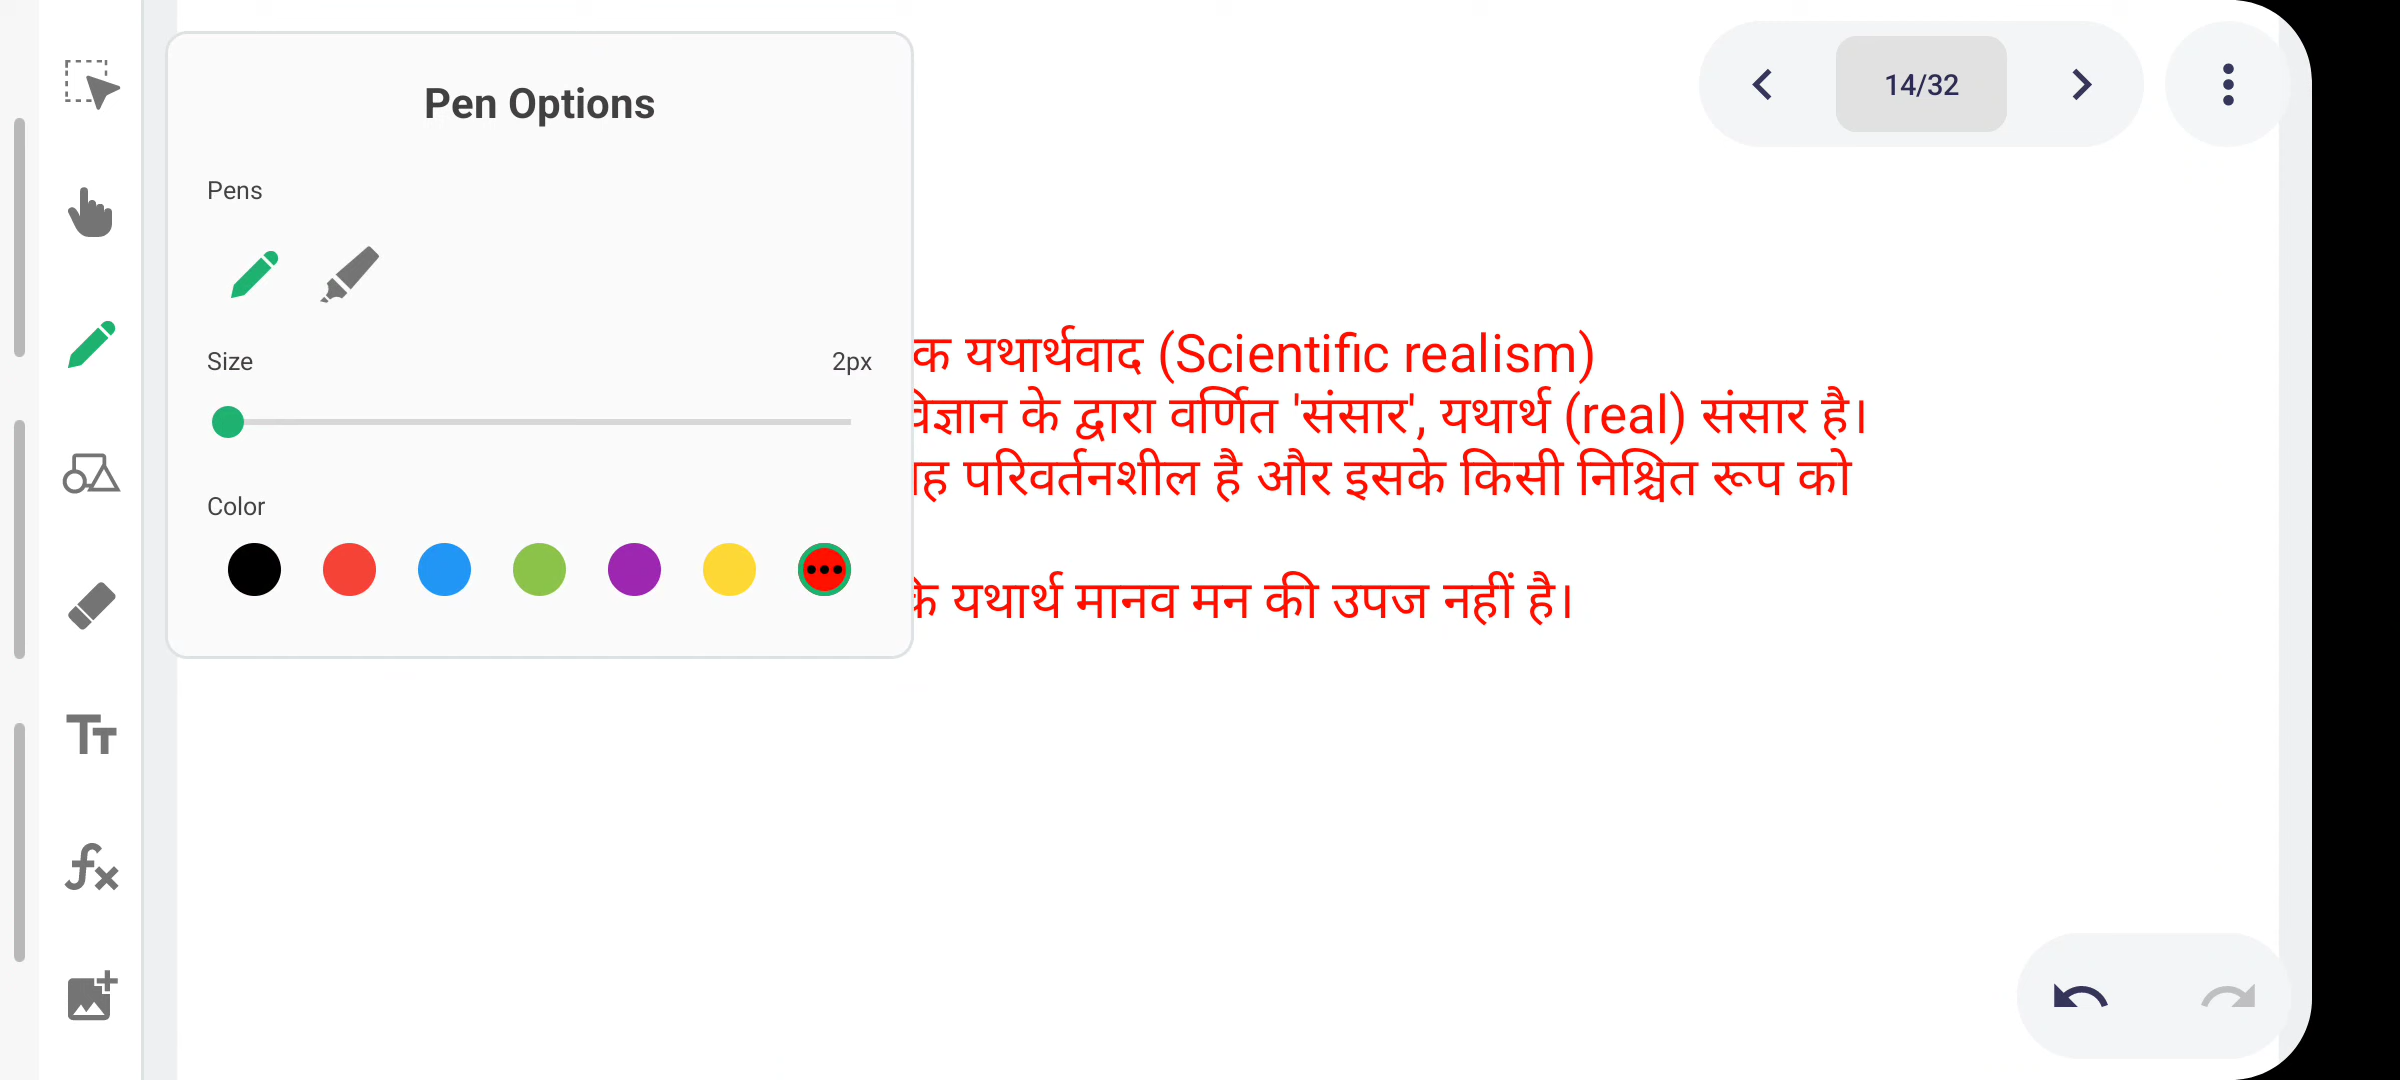 Pen Options
14/32
Pens
Size 2px
यथार्थवाद (Scientific realism)
के द्वारा वर्णित 'संसार', यथार्थ (real) संसार है।
परिवर्तनशील है और इसके किसी निश्चित रूप को
Color
यथार्थ मानव मन की उपज नहीं है।